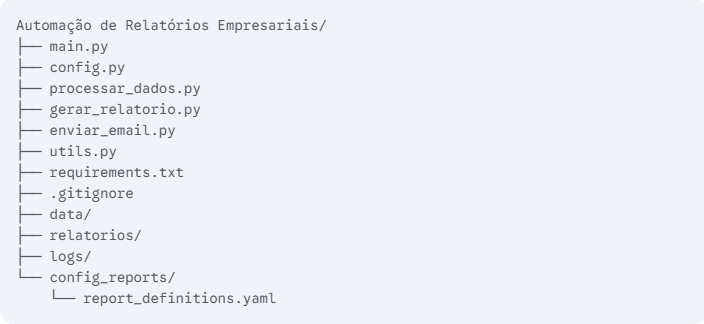 Automação de Relatórios Empresariais/
├── main.py
├── config.py
├── processar_dados.py
├── gerar_relatorio.py
├── enviar_email.py
├── utils.py
├── requirements.txt
├── .gitignore
├── data/
├── relatorios/
├── logs/
└── config_reports/
    └── report_definitions.yaml